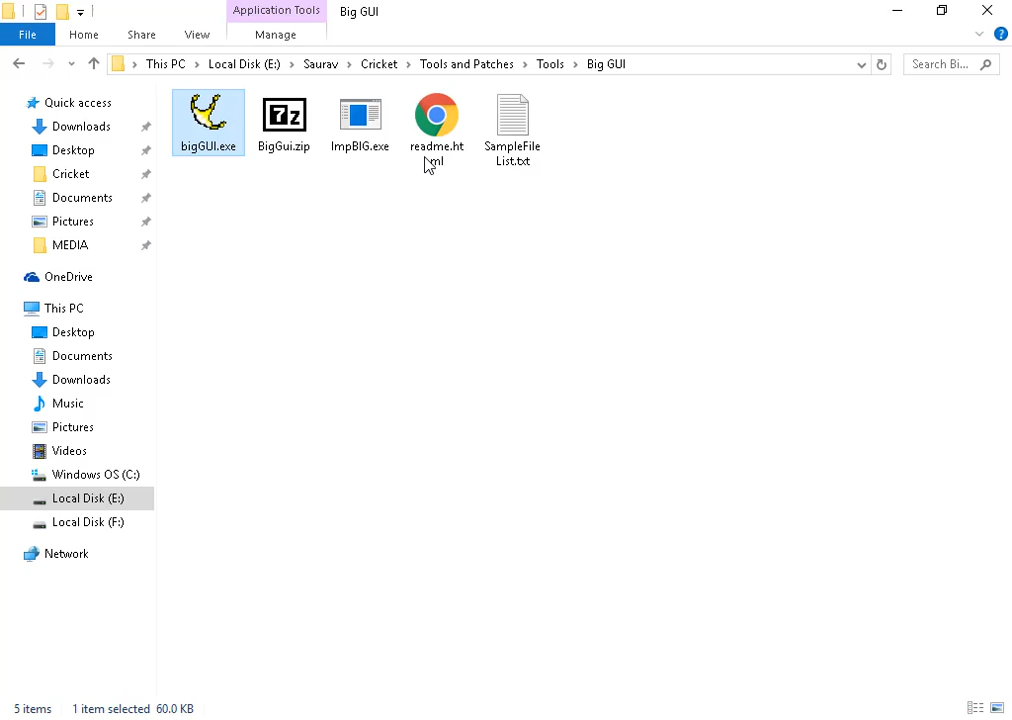 Application Tools
Big GUI
File
Home
Share
View
Manage
?
This PC
Local Disk (E:)
Saurav
Cricket
Tools and Patches
Tools
Big GUI
Search Bi...
Quick access
Downloads
Desktop
Cricket
Documents
Pictures
MEDIA
OneDrive
This PC
Desktop
Documents
Downloads
Music
Pictures
Videos
Windows OS (C:)
Local Disk (E:)
Local Disk (F:)
Network
bigGUI.exe
7z
BigGui.zip
ImpBIG.exe
readme.ht
ml
SampleFile
List.txt
5 items
1 item selected 60.0 KB